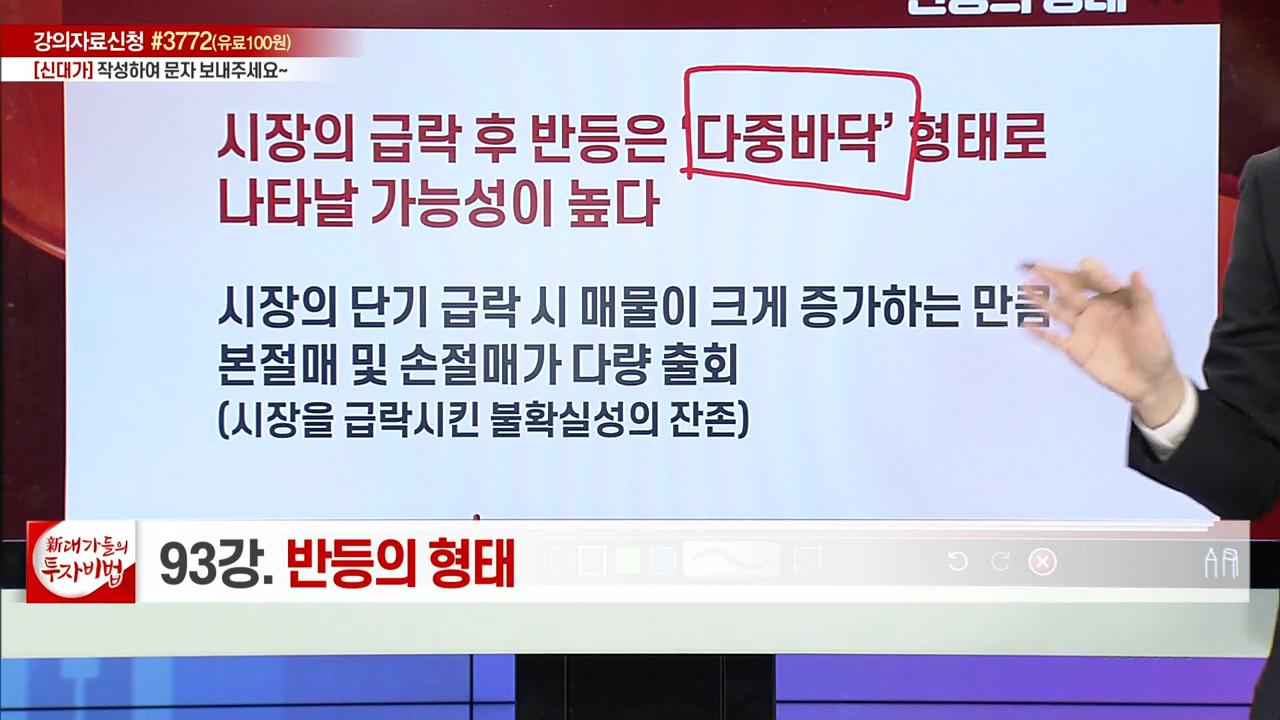 강의자료신청 #3772(유료100원)
[신대가] 작성하여 문자 보내주세요~
반등의 형태
시장의 급락 후 반등은 ‘다중바닥’ 형태로
나타날 가능성이 높다
시장의 단기 급락 시 매물이 크게 증가하는 만큼
본절매 및 손절매가 다량 출회
(시장을 급락시킨 불확실성의 잔존)
新대가들의
투자비법
93강. 반등의 형태